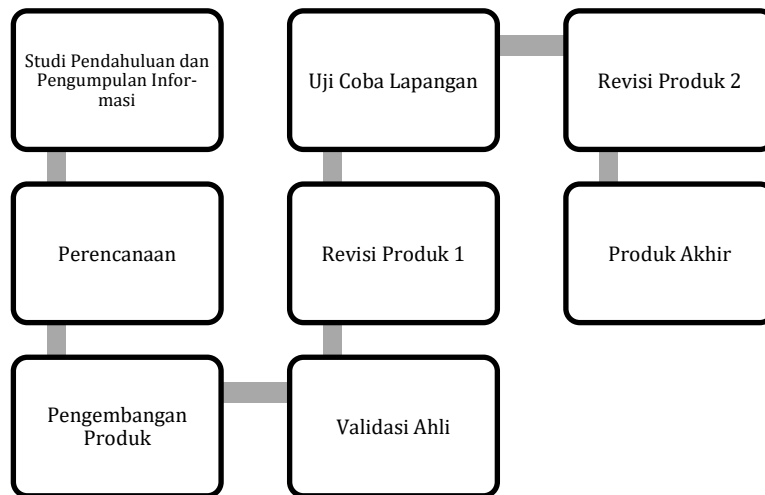 Studi Pendahuluan dan
Pengumpulan Infor-
masi
Perencanaan
Pengembangan
Produk
Validasi Ahli
Revisi Produk 1
Uji Coba Lapangan
Revisi Produk 2
Produk Akhir